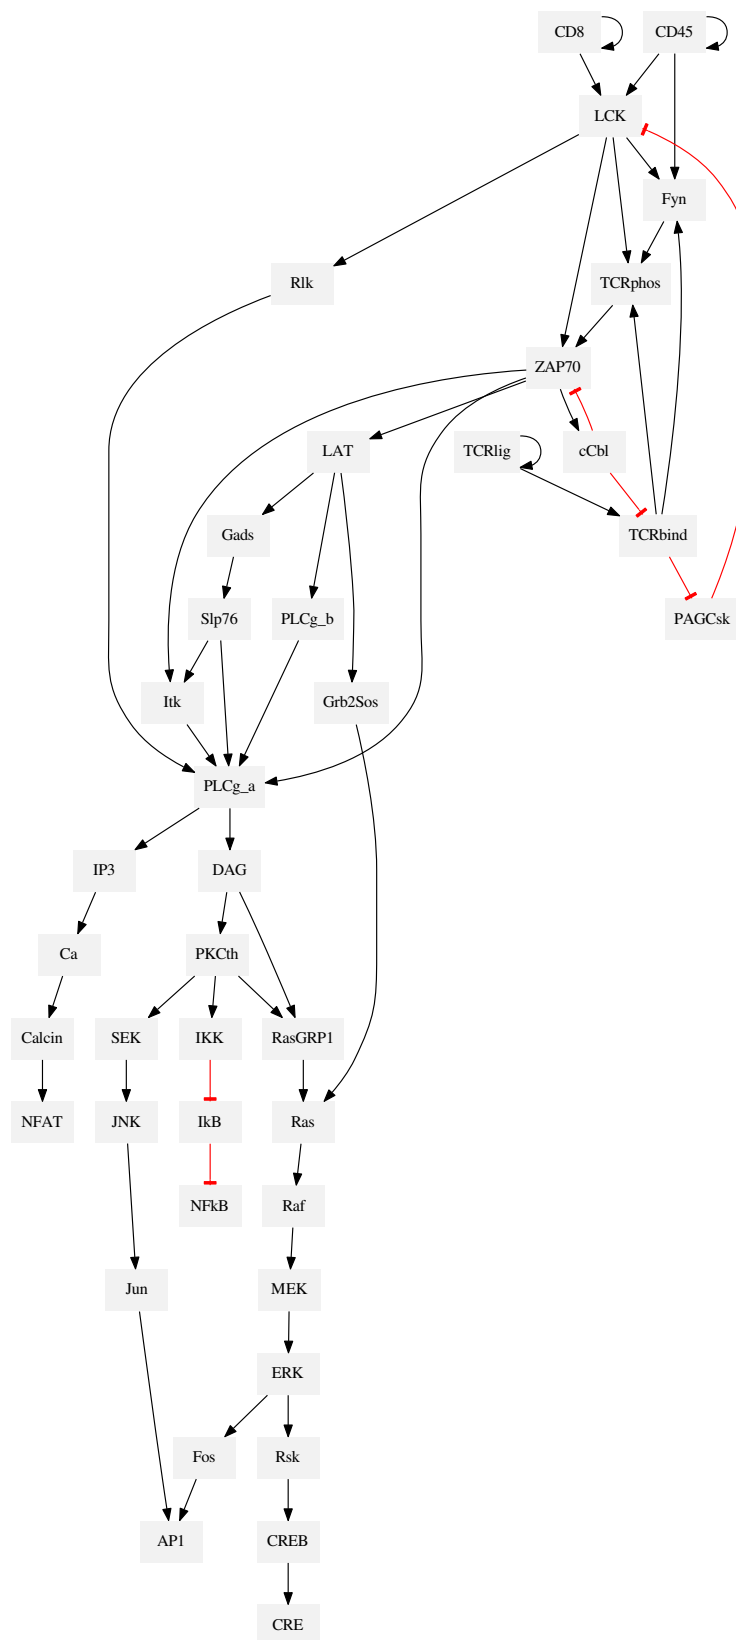 CD8
CD45
LCK
Fyn
Rlk
TCRphos
ZAP70
LAT
TCRlig
cCbl
Gads
TCRbind
Slp76
PLCg_b
PAGCsk
Itk
Grb2Sos
PLCg_a
IP3
DAG
Ca
PKCth
Calcin
SEK
IKK
RasGRP1
NFAT
JNK
IkB
Ras
NFkB
Raf
Jun
MEK
ERK
Fos
Rsk
AP1
CREB
CRE